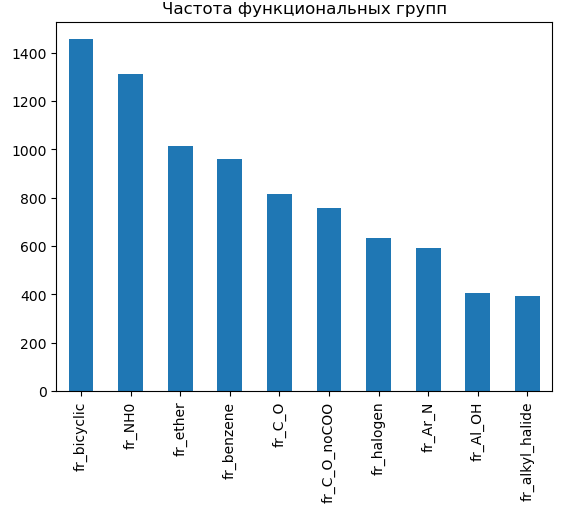 Частота функциональных групп
1400
1200
1000
800
600
400
200
0
fr_bicyclic
fr_NH0
fr_ether
fr_benzene
fr_C_O
fr_C_O_noCOO
fr_halogen
fr_Ar_N
fr_Al_OH
fr_alkyl_halide